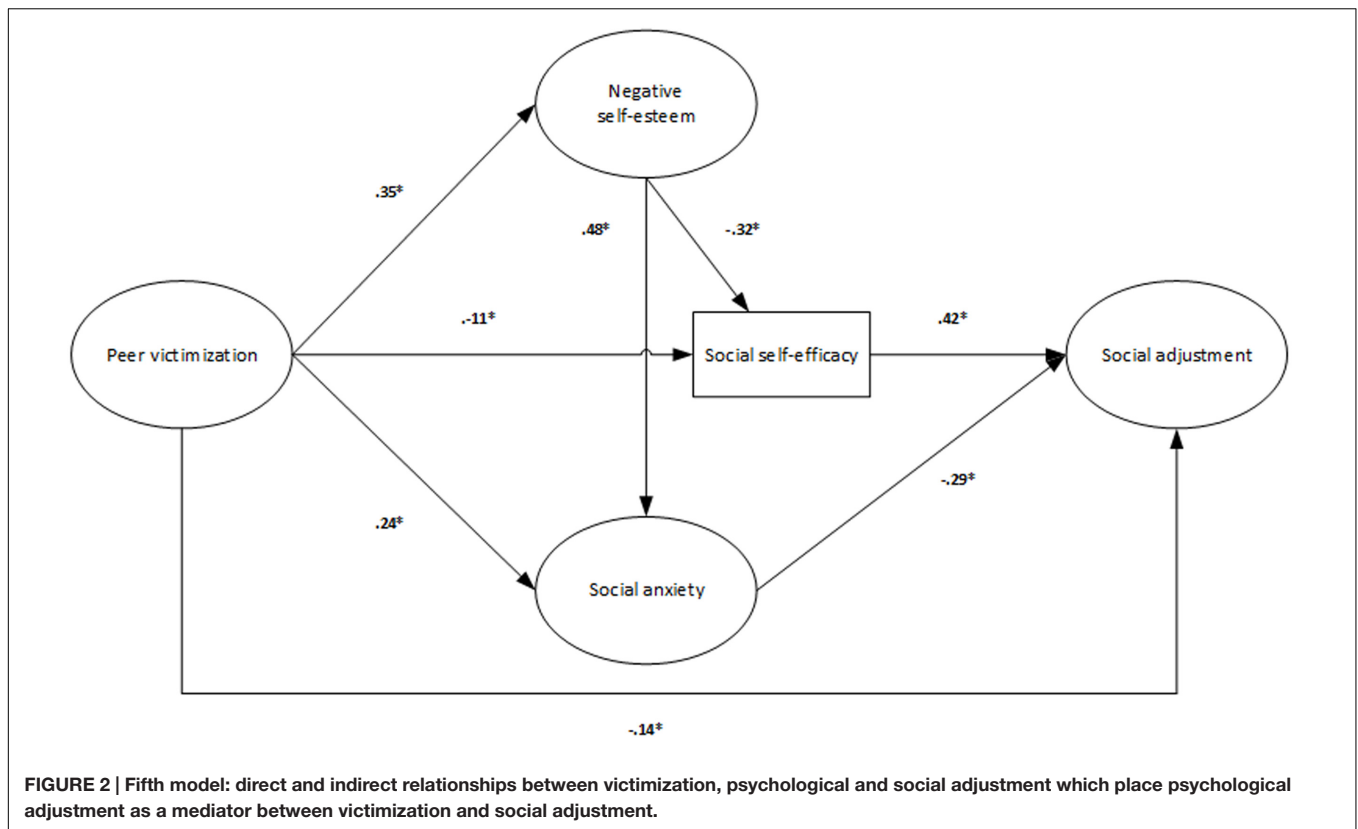 Negative
self-esteem
.35*
.48*
-.32*
.-11*
.42*
Peer victimization
Social self-efficacy
Social adjustment
.24*
-.29*
Social anxiety
-.14*
FIGURE 2 | Fifth model: direct and indirect relationships between victimization, psychological and social adjustment which place psychological
adjustment as a mediator between victimization and social adjustment.